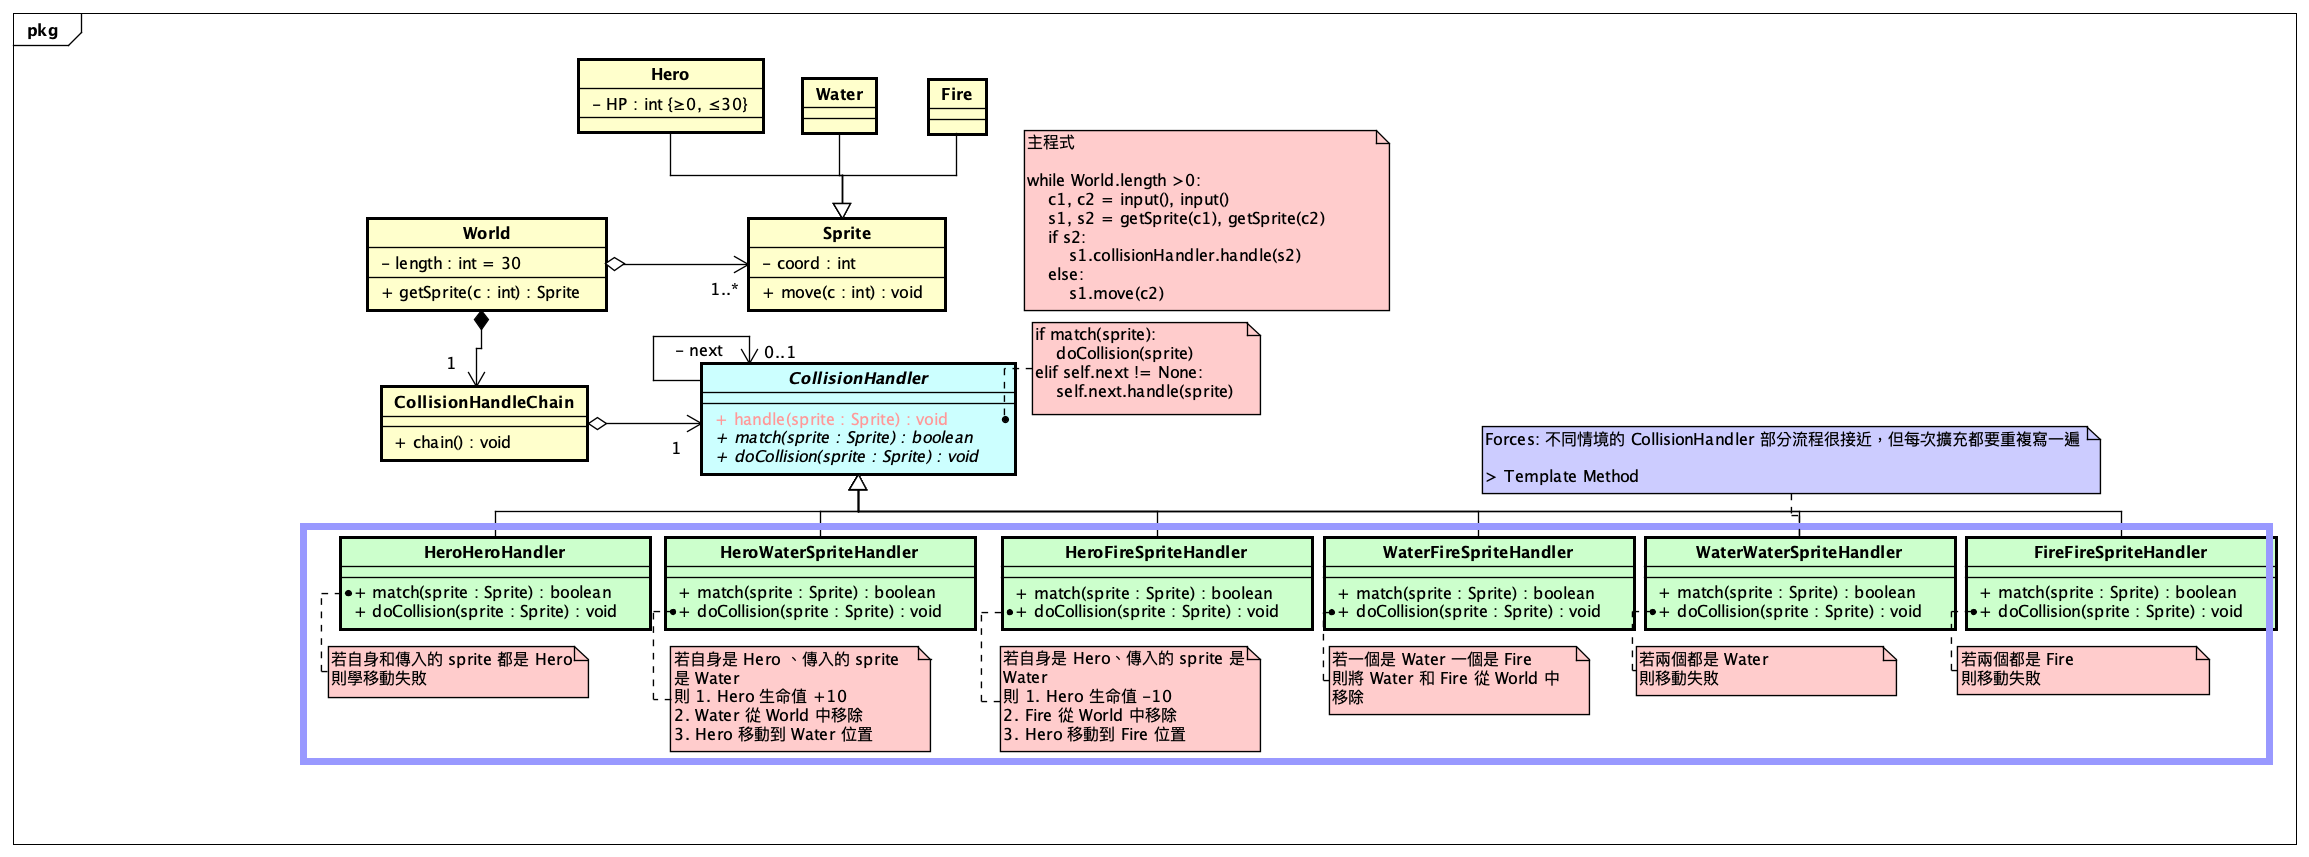 pkg
Hero
– HP : int {≥0, ≤30}
Water
Fire
主程式
while World.length >0:
c1, c2 = input(), input()
s1, s2 = getSprite(c1), getSprite(c2)
if s2:
s1.collisionHandler.handle(s2)
else:
s1.move(c2)
World
– length : int = 30
+ getSprite(c : int) : Sprite
1..*
Sprite
– coord : int
+ move(c : int) : void
1
– next
0..1
if match(sprite):
doCollision(sprite)
elif self.next != None:
self.next.handle(sprite)
CollisionHandleChain
+ chain() : void
1
CollisionHandler
+ handle(sprite : Sprite) : void
+ match(sprite : Sprite) : boolean
+ doCollision(sprite : Sprite) : void
Forces: 不同情境的 CollisionHandler 部分流程很接近，但每次擴充都要重複寫一遍
> Template Method
HeroHeroHandler
+ match(sprite : Sprite) : boolean
+ doCollision(sprite : Sprite) : void
HeroWaterSpriteHandler
+ match(sprite : Sprite) : boolean
+ doCollision(sprite : Sprite) : void
HeroFireSpriteHandler
+ match(sprite : Sprite) : boolean
+ doCollision(sprite : Sprite) : void
WaterFireSpriteHandler
+ match(sprite : Sprite) : boolean
+ doCollision(sprite : Sprite) : void
WaterWaterSpriteHandler
+ match(sprite : Sprite) : boolean
+ doCollision(sprite : Sprite) : void
FireFireSpriteHandler
+ match(sprite : Sprite) : boolean
+ doCollision(sprite : Sprite) : void
若自身和傳入的 sprite 都是 Hero
則學移動失敗
若自身是 Hero 、傳入的 sprite
是 Water
則 1. Hero 生命值 +10
2. Water 從 World 中移除
3. Hero 移動到 Water 位置
若自身是 Hero、傳入的 sprite 是
Water
則 1. Hero 生命值 –10
2. Fire 從 World 中移除
3. Hero 移動到 Fire 位置
若一個是 Water 一個是 Fire
則將 Water 和 Fire 從 World 中
移除
若兩個都是 Water
則移動失敗
若兩個都是 Fire
則移動失敗